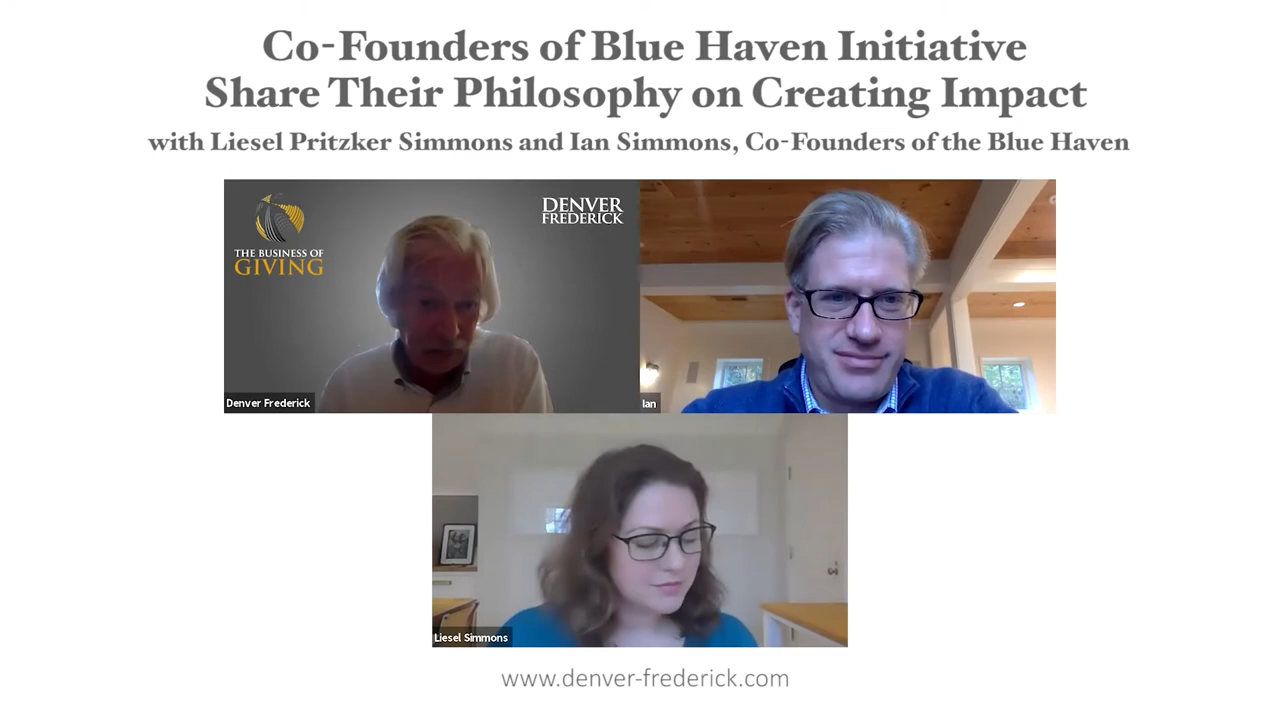 Co-Founders of Blue Haven Initiative
Share Their Philosophy on Creating Impact
with Liesel Pritzker Simmons and Ian Simmons, Co-Founders of the Blue Haven
THE BUSINESS OF
GIVING
DENVER
FREDERICK
Denver Frederick
Ian
Liesel Simmons
www.denver-frederick.com